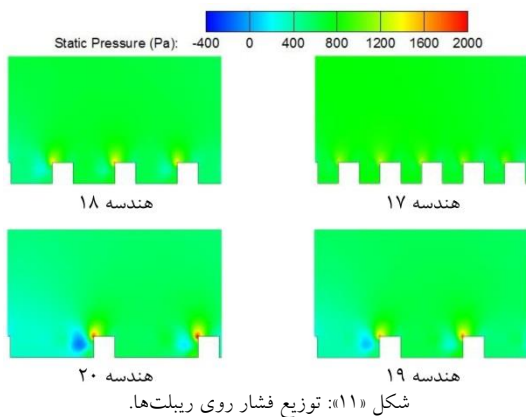 Static Pressure (Pa): -400 0 400 800 1200 1600 2000
هندسه ۱۸
هندسه ۱۷
هندسه ۲۰
هندسه ۱۹
شکل «۱۱»: توزیع فشار روی ریبلت‌ها.